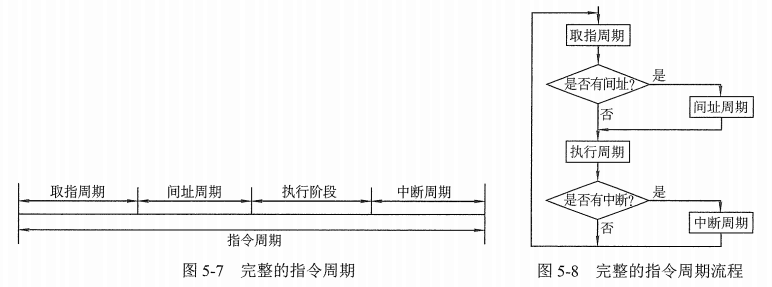 取指周期
间址周期
执行阶段
中断周期
指令周期
图 5-7 完整的指令周期
取指周期
是否有间址?
是
间址周期
否
执行周期
是否有中断?
是
中断周期
否
图 5-8 完整的指令周期流程